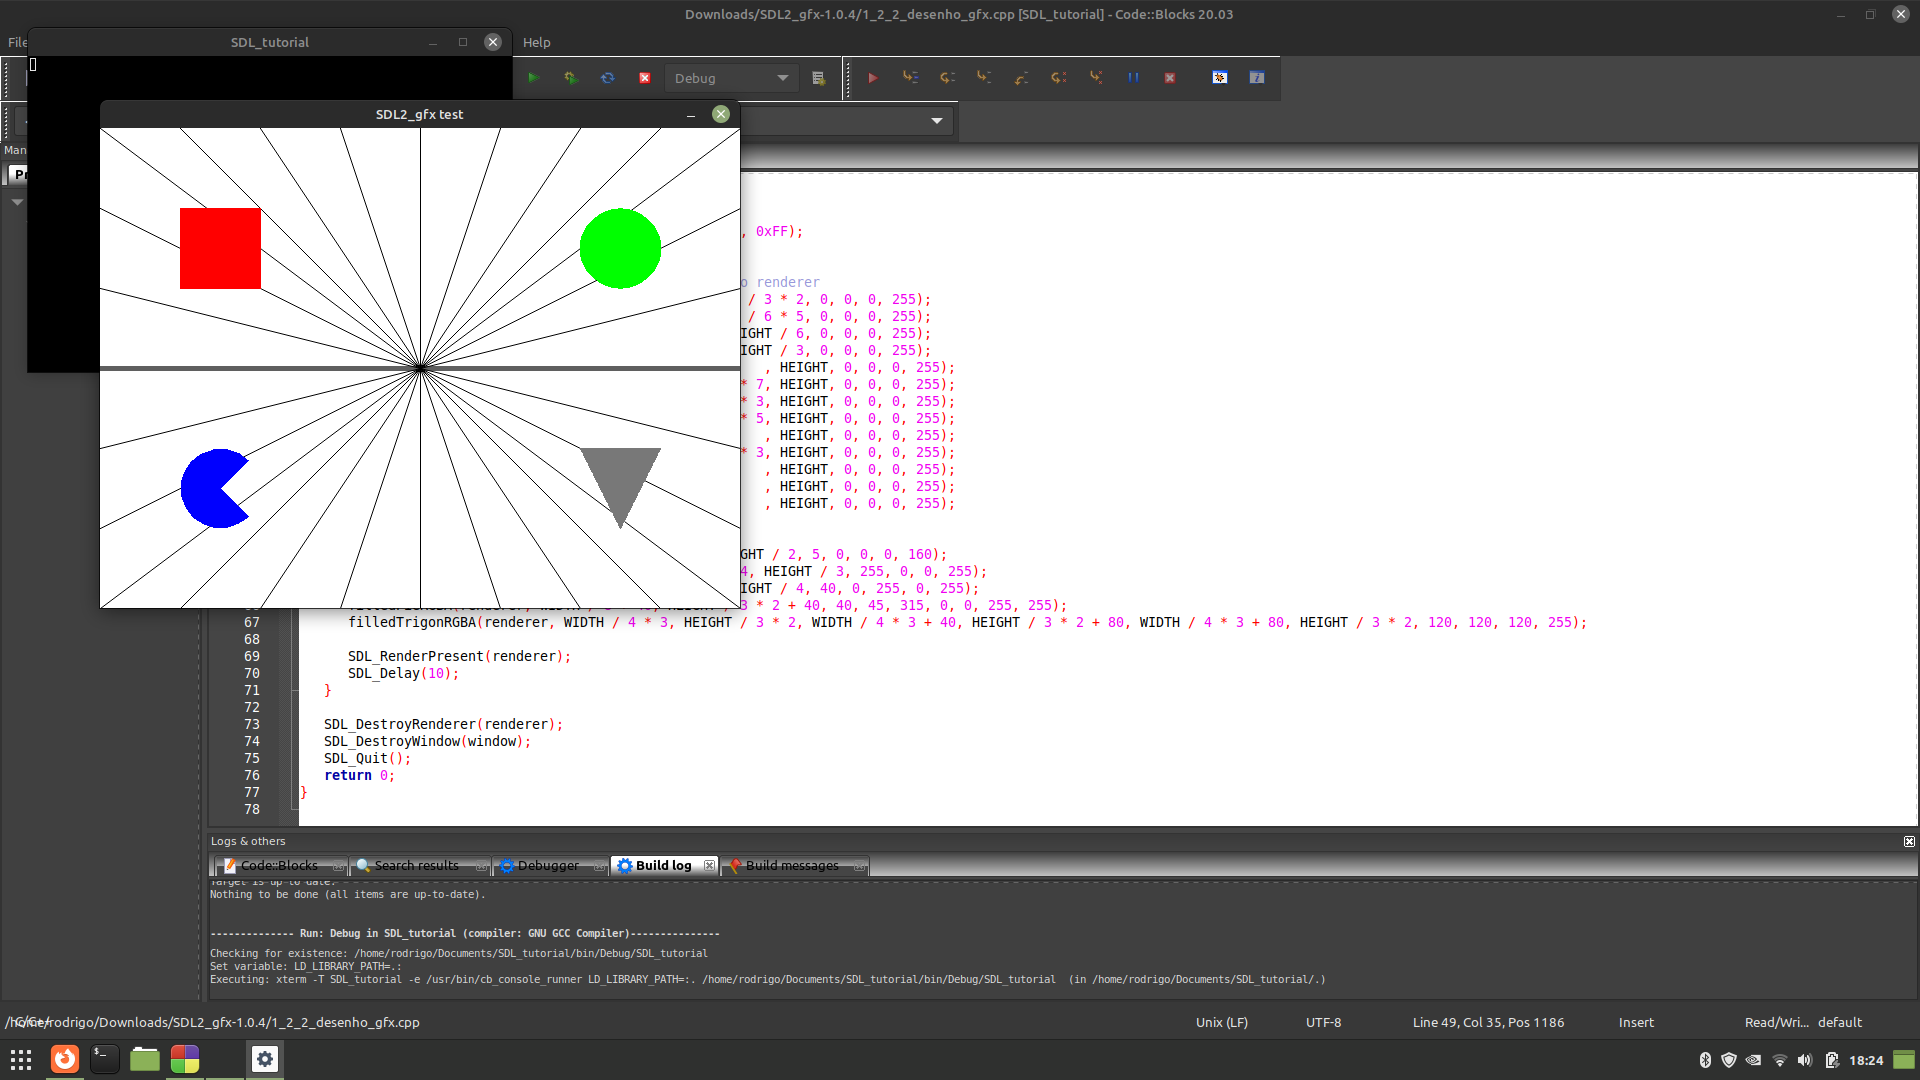 Downloads/SDL2_gfx-1.0.4/1_2_2_desenho_gfx.cpp [SDL_tutorial] - Code::Blocks 20.03
File
SDL_tutorial
Help
Debug
SDL2_gfx test
Man
Pr
, 0xFF);
o renderer
/ 3 * 2, 0, 0, 0, 255);
/ 6 * 5, 0, 0, 0, 255);
IGHT / 6, 0, 0, 0, 255);
IGHT / 3, 0, 0, 0, 255);
, HEIGHT, 0, 0, 0, 255);
* 7, HEIGHT, 0, 0, 0, 255);
* 3, HEIGHT, 0, 0, 0, 255);
* 5, HEIGHT, 0, 0, 0, 255);
, HEIGHT, 0, 0, 0, 255);
* 3, HEIGHT, 0, 0, 0, 255);
, HEIGHT, 0, 0, 0, 255);
, HEIGHT, 0, 0, 0, 255);
, HEIGHT, 0, 0, 0, 255);
GHT / 2, 5, 0, 0, 0, 160);
4, HEIGHT / 3, 255, 0, 0, 255);
IGHT / 4, 40, 0, 255, 0, 255);
3 * 2 + 40, 40, 45, 315, 0, 0, 255, 255);
67 filledTrigonRGBA(renderer, WIDTH / 4 * 3, HEIGHT / 3 * 2, WIDTH / 4 * 3 + 40, HEIGHT / 3 * 2 + 80, WIDTH / 4 * 3 + 80, HEIGHT / 3 * 2, 120, 120, 120, 255);
68
69 SDL_RenderPresent(renderer);
70 SDL_Delay(10);
71 }
72
73 SDL_DestroyRenderer(renderer);
74 SDL_DestroyWindow(window);
75 SDL_Quit();
76 return 0;
77 }
78
Logs & others
Code::Blocks Search results Debugger Build log Build messages
Target is up to date.
Nothing to be done (all items are up-to-date).
-------------- Run: Debug in SDL_tutorial (compiler: GNU GCC Compiler)---------------
Checking for existence: /home/rodrigo/Documents/SDL_tutorial/bin/Debug/SDL_tutorial
Set variable: LD_LIBRARY_PATH=.:
Executing: xterm -T SDL_tutorial -e /usr/bin/cb_console_runner LD_LIBRARY_PATH=:. /home/rodrigo/Documents/SDL_tutorial/bin/Debug/SDL_tutorial (in /home/rodrigo/Documents/SDL_tutorial/.)
/home/rodrigo/Downloads/SDL2_gfx-1.0.4/1_2_2_desenho_gfx.cpp
C/C++
Unix (LF)
UTF-8
Line 49, Col 35, Pos 1186
Insert
Read/Wri...
default
18:24